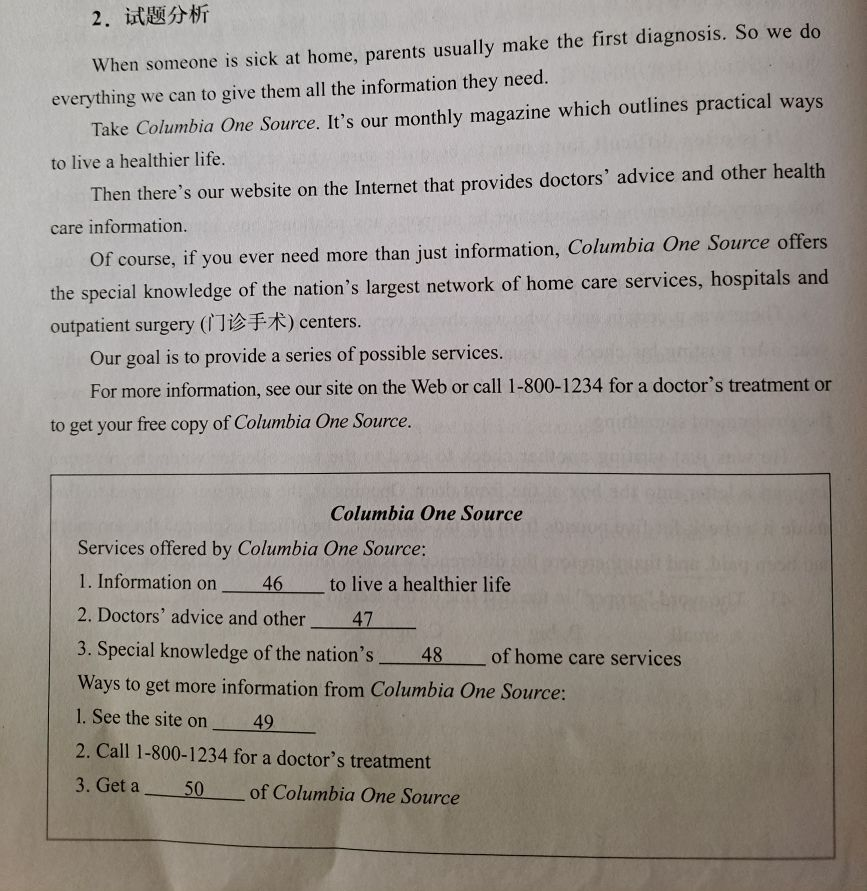 2. 试题分析
When someone is sick at home, parents usually make the first diagnosis. So we do
everything we can to give them all the information they need.
Take Columbia One Source. It's our monthly magazine which outlines practical ways
to live a healthier life.
Then there's our website on the Internet that provides doctors' advice and other health
care information.
Of course, if you ever need more than just information, Columbia One Source offers
the special knowledge of the nation's largest network of home care services, hospitals and
outpatient surgery (门诊手术) centers.
Our goal is to provide a series of possible services.
For more information, see our site on the Web or call 1-800-1234 for a doctor's treatment or
to get your free copy of Columbia One Source.
Columbia One Source
Services offered by Columbia One Source:
1. Information on 46 to live a healthier life
2. Doctors' advice and other 47
3. Special knowledge of the nation's 48 of home care services
Ways to get more information from Columbia One Source:
1. See the site on 49
2. Call 1-800-1234 for a doctor's treatment
3. Get a 50 of Columbia One Source